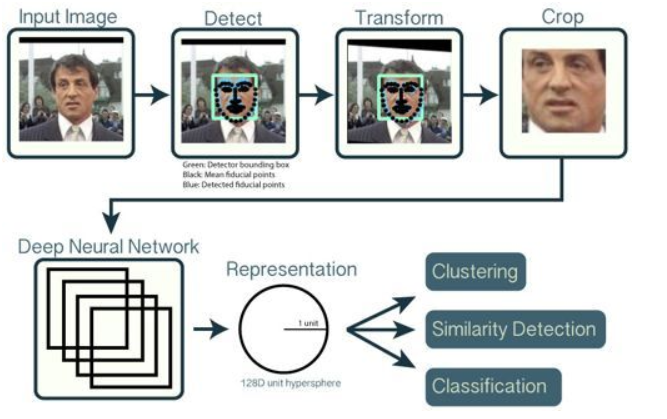 Input Image
Detect
Transform
Crop
Green: Detector bounding box
Black: Mean fiducial points
Blue: Detected fiducial points
Deep Neural Network
Representation
1 unit
128D unit hypersphere
Clustering
Similarity Detection
Classification